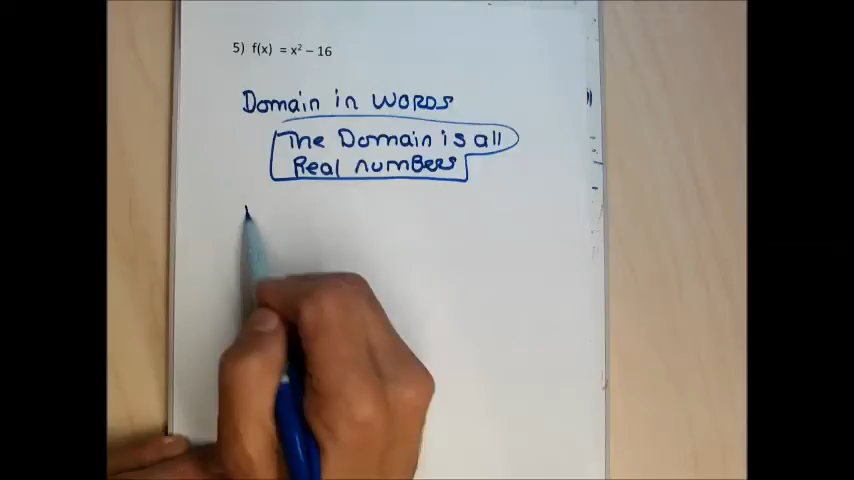 5) f(x) = x² – 16
Domain in WORDS
The Domain is all
Real numBers